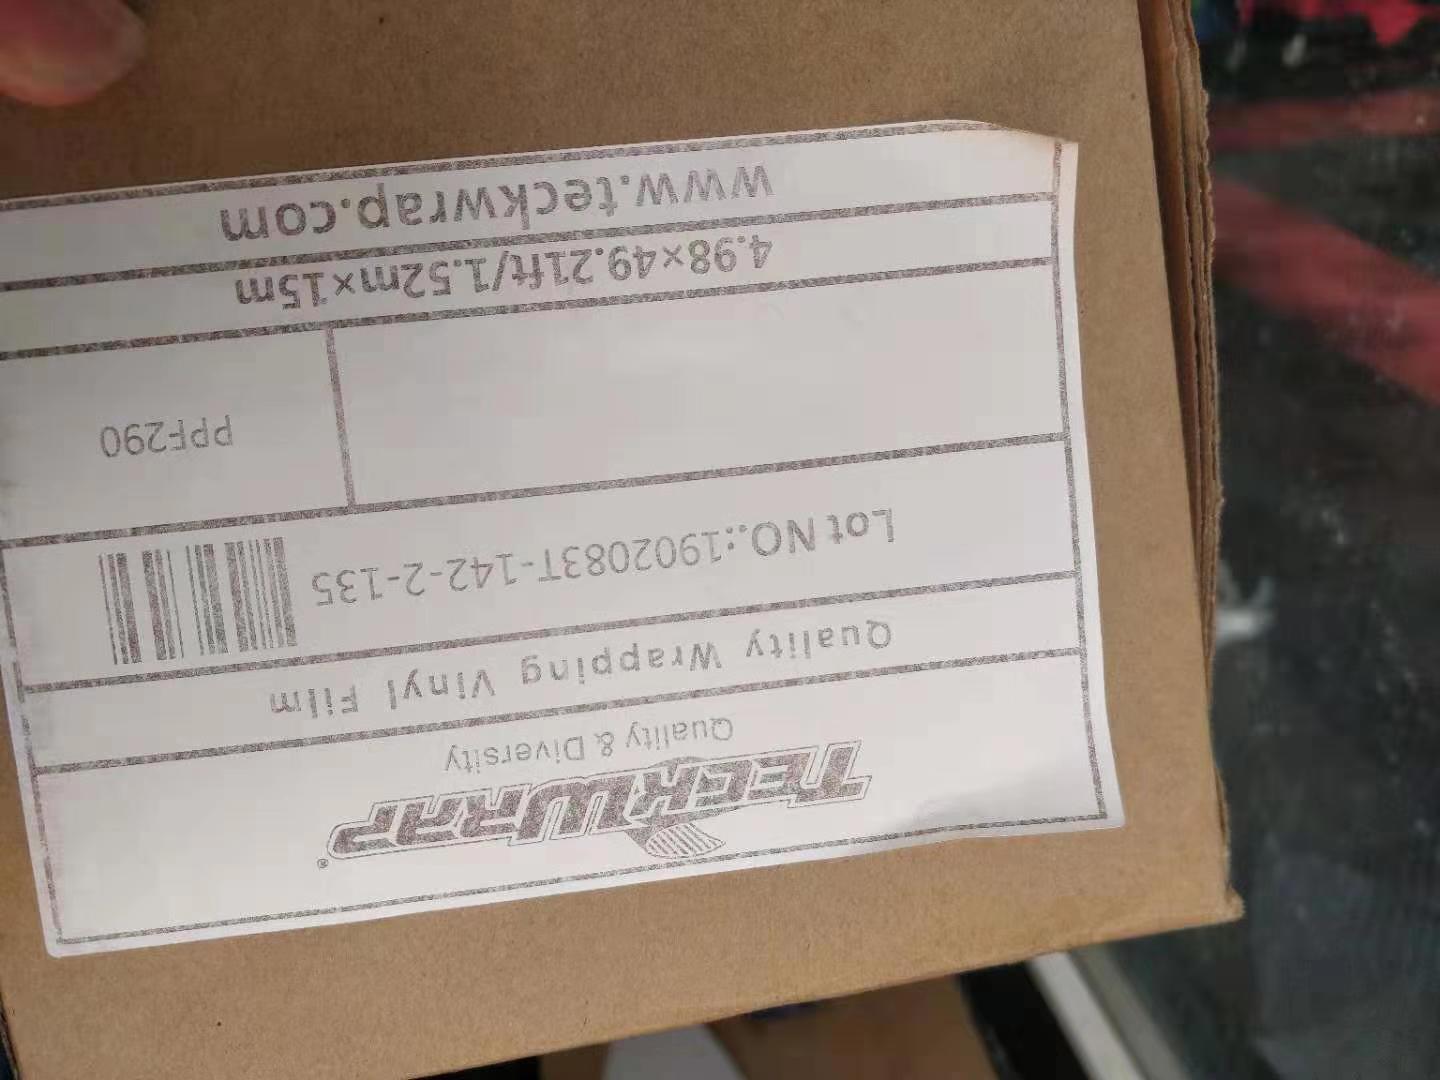 TECKWRAP®
Quality & Diversity
Quality Wrapping Vinyl Film
Lot NO.:1902083T-142-2-135
PPF290
4.98×49.21ft/1.52m×15m
www.teckwrap.com